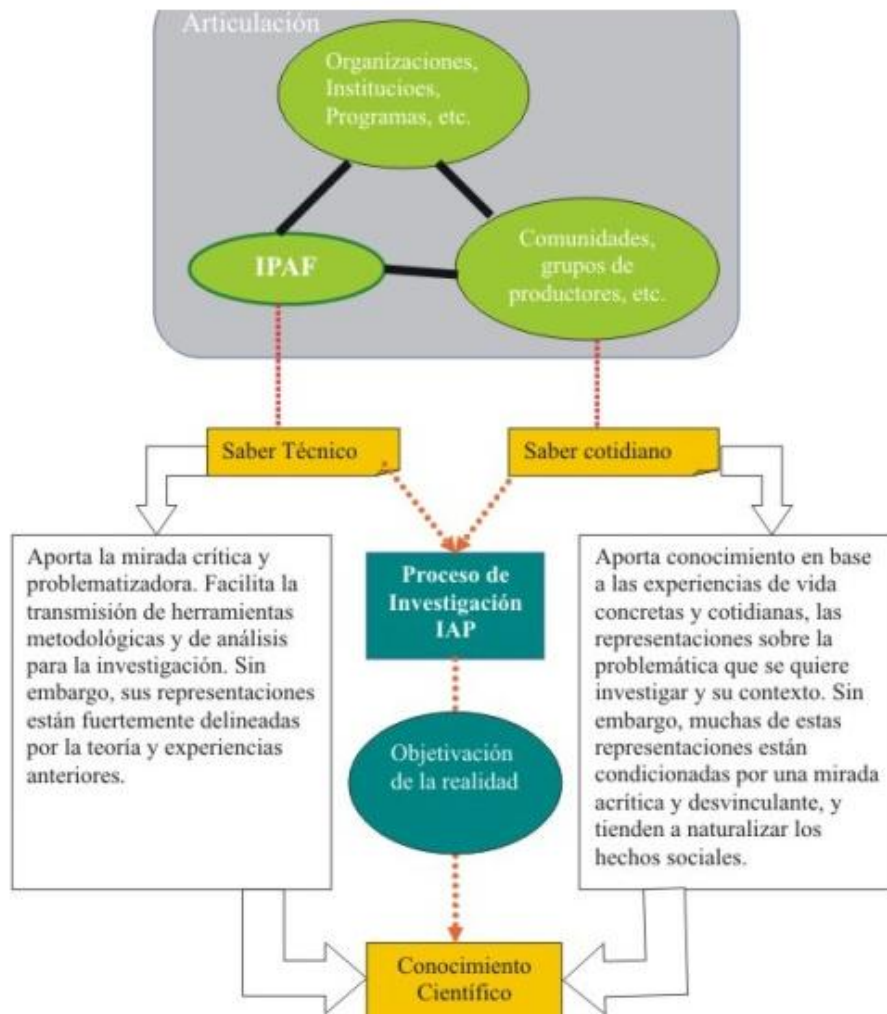 Articulación
Organizaciones,
Institucioes,
Programas, etc.
IPAF
Comunidades,
grupos de
productores, etc.
Saber Técnico
Saber cotidiano
Aporta la mirada crítica y
problematizadora. Facilita la
transmisión de herramientas
metodológicas y de análisis
para la investigación. Sin
embargo, sus representaciones
están fuertemente delineadas
por la teoría y experiencias
anteriores.
Proceso de
Investigación
IAP
Objetivación
de la realidad
Aporta conocimiento en base
a las experiencias de vida
concretas y cotidianas, las
representaciones sobre la
problemática que se quiere
investigar y su contexto. Sin
embargo, muchas de estas
representaciones están
condicionadas por una mirada
acrítica y desvinculante, y
tienden a naturalizar los
hechos sociales.
Conocimiento
Científico